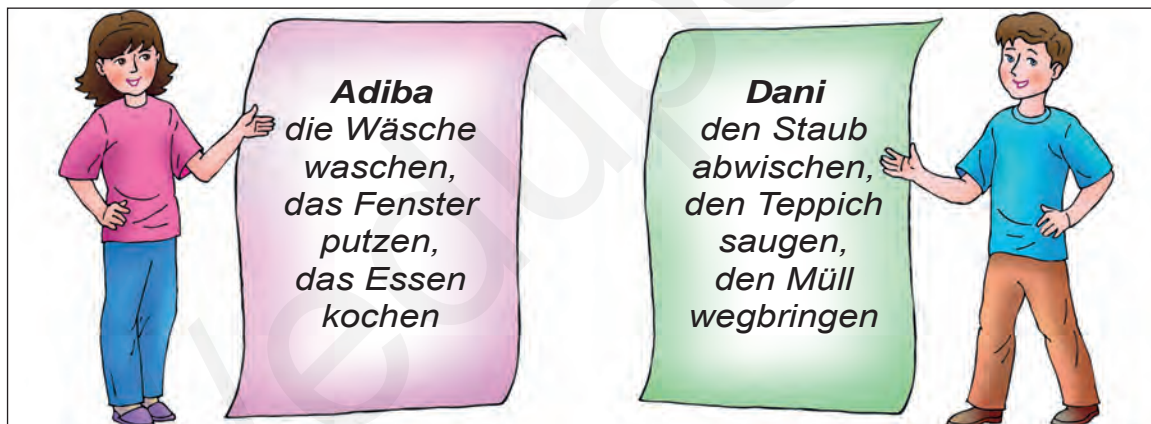 Adiba
die Wäsche
waschen,
das Fenster
putzen,
das Essen
kochen
Dani
den Staub
abwischen,
den Teppich
saugen,
den Müll
wegbringen